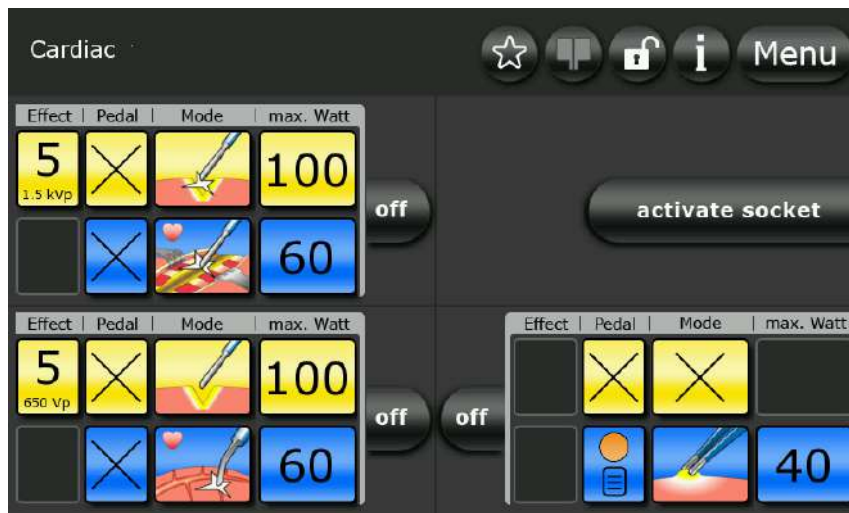 Cardiac
i Menu
Effect | Pedal | Mode | max. Watt
5 100
1.5 kVp
off
activate socket
60
Effect | Pedal | Mode | max. Watt
5 100
650 Vp
off
60
Effect | Pedal | Mode | max. Watt
off
40